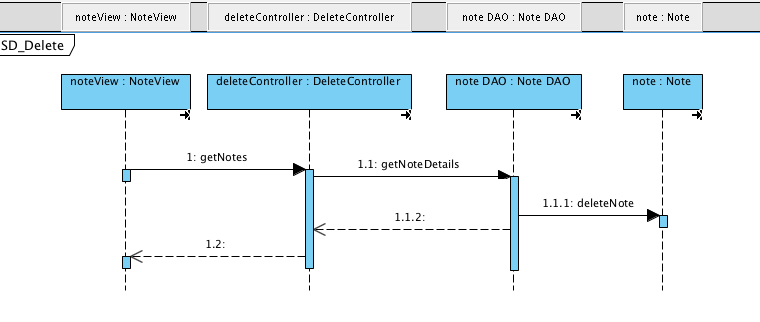 noteView : NoteView
deleteController : DeleteController
note DAO : Note DAO
note : Note
SD_Delete
noteView : NoteView
deleteController : DeleteController
note DAO : Note DAO
note : Note
1: getNotes
1.1: getNoteDetails
1.1.1: deleteNote
1.1.2:
1.2: